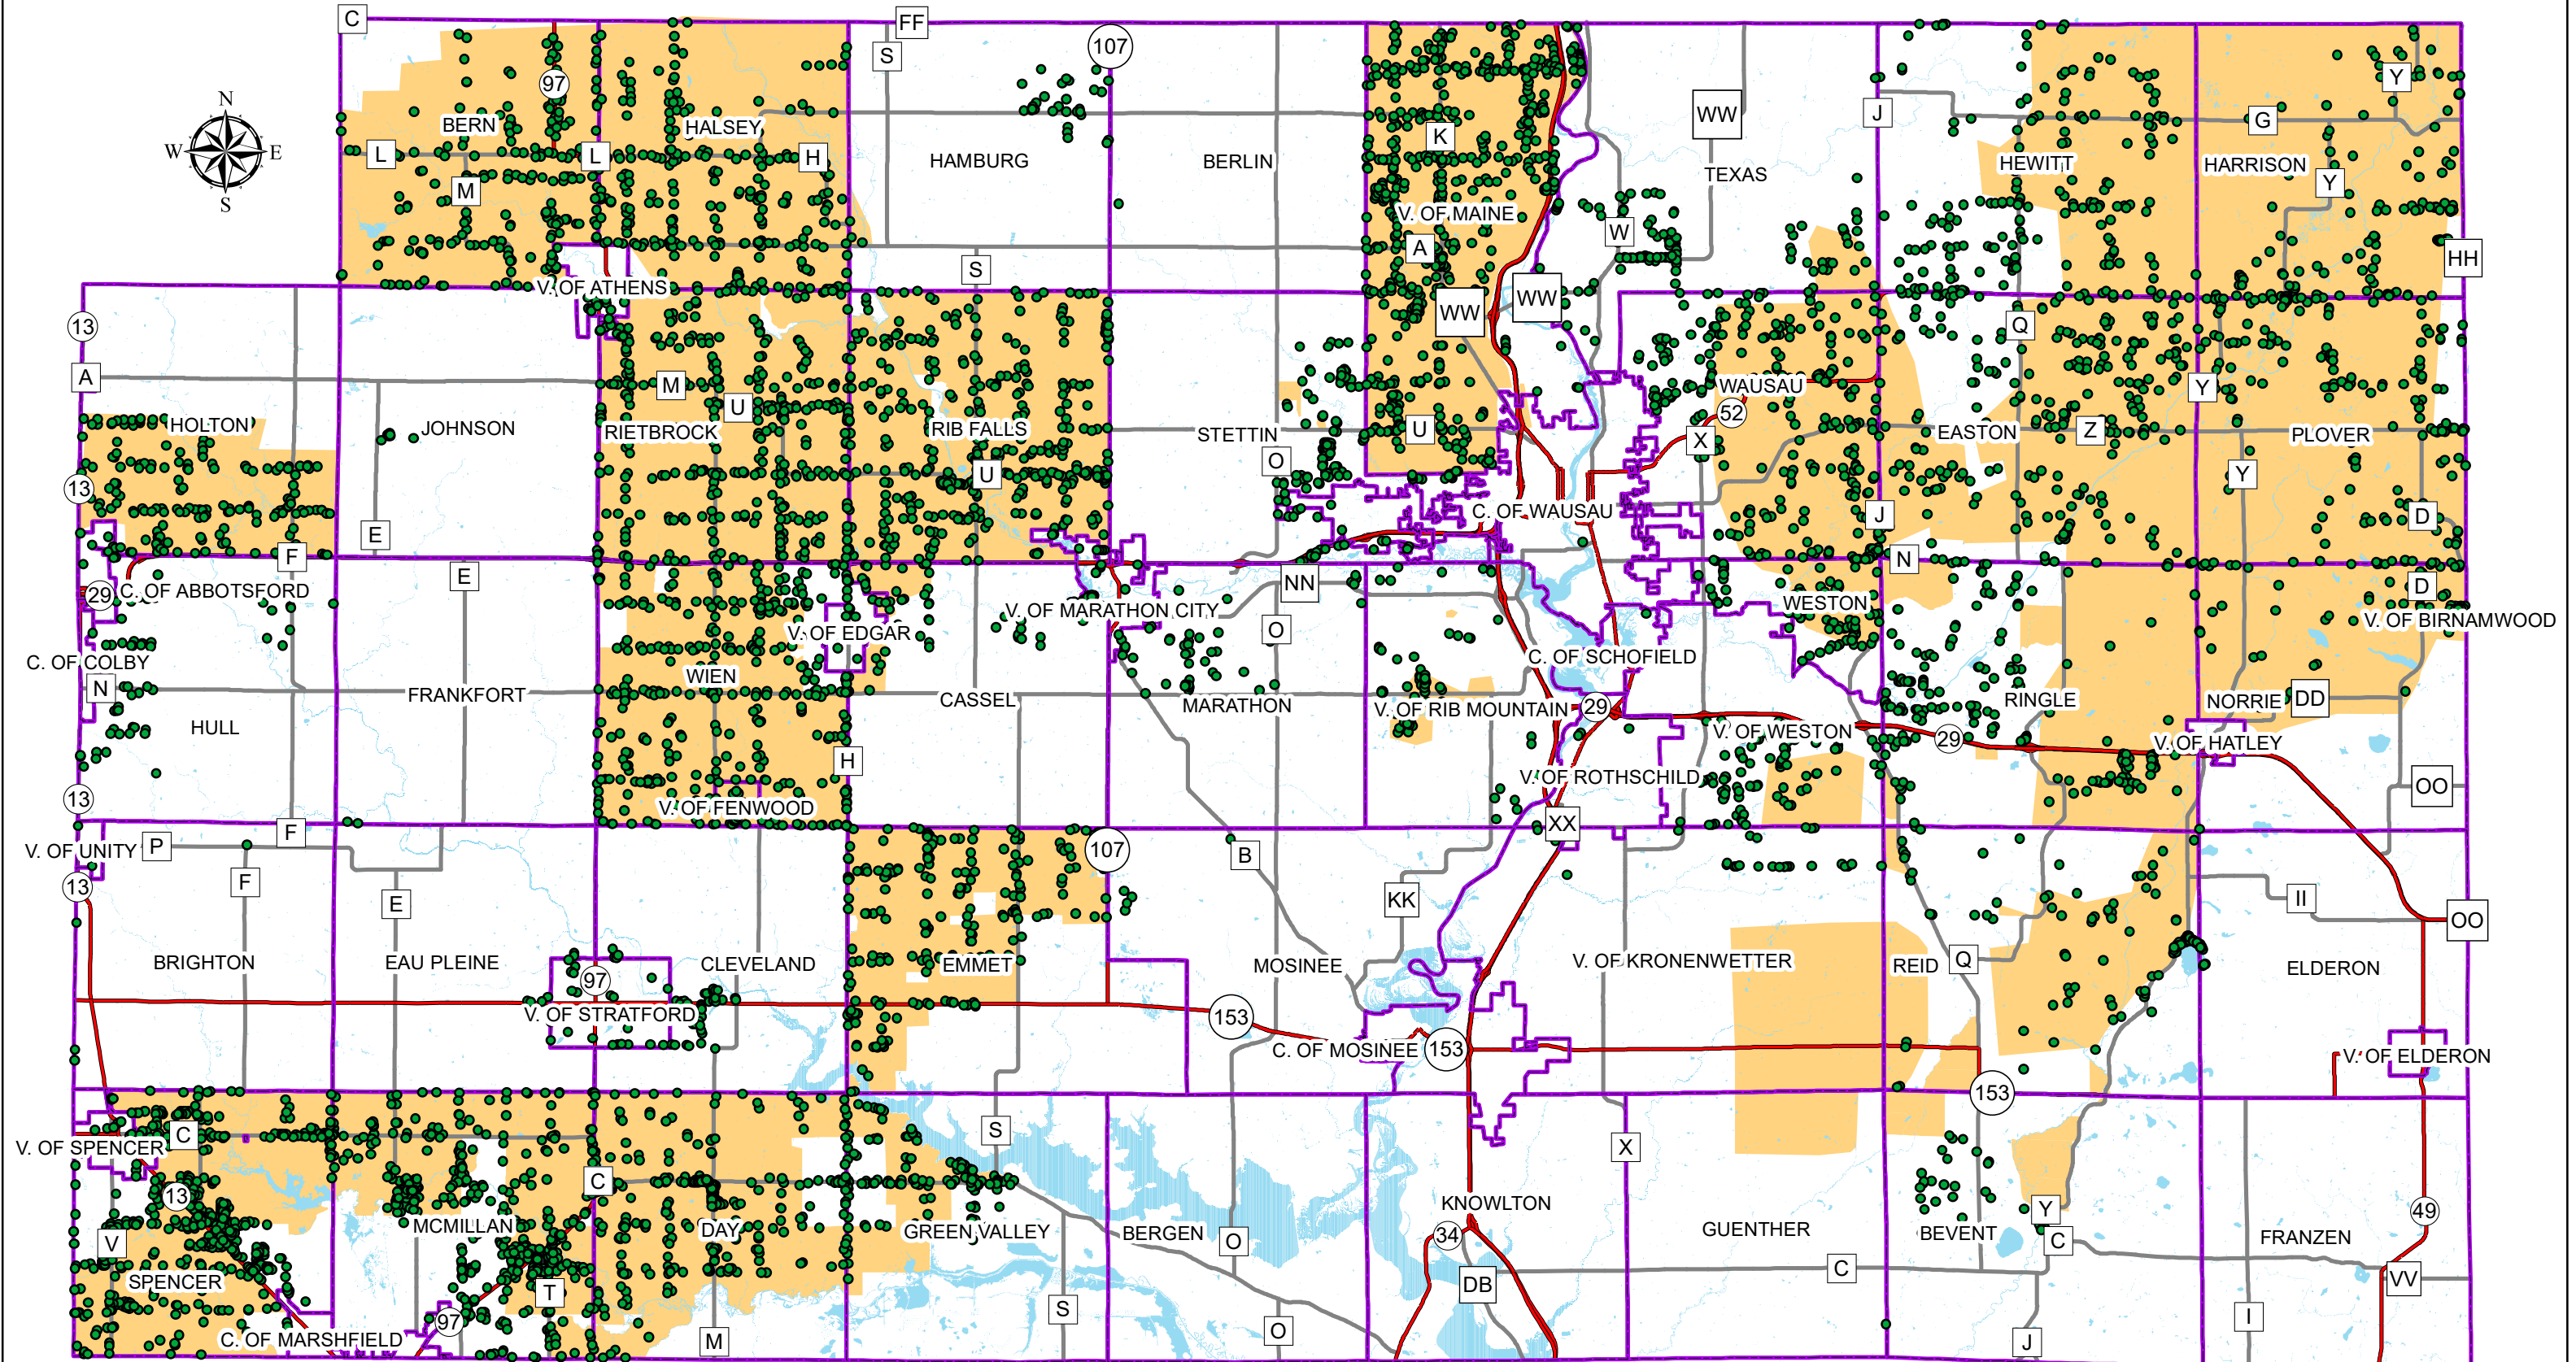 C
FF
S
107
97
N
W E
S
BERN
HALSEY
L
L
H
M
HAMBURG
BERLIN
K
WW
J
G
Y
TEXAS
HEWITT
HARRISON
Y
V. OF MAINE
W
A
S
HH
V. OF ATHENS
WW
WW
13
Q
A
M
U
WAUSAU
52
Y
HOLTON
JOHNSON
RIETBROCK
RIB FALLS
STETTIN
U
X
EASTON
Z
PLOVER
13
U
O
Y
E
C. OF WAUSAU
J
D
F
E
N
29
C. OF ABBOTSFORD
NN
D
V. OF MARATHON CITY
WESTON
V. OF BIRNAMWOOD
V. OF EDGAR
O
C. OF COLBY
C. OF SCHOFIELD
N
WIEN
FRANKFORT
CASSEL
MARATHON
V. OF RIB MOUNTAIN
29
RINGLE
NORRIE
DD
HULL
V. OF WESTON
29
V. OF HATLEY
H
V. OF ROTHSCHILD
OO
13
V. OF FENWOOD
XX
F
V. OF UNITY
P
107
B
F
13
E
KK
II
OO
BRIGHTON
EAU PLEINE
CLEVELAND
EMMET
MOSINEE
V. OF KRONENWETTER
REID
Q
ELDERON
97
V. OF STRATFORD
153
C. OF MOSINEE
153
V. OF ELDERON
153
C
S
V. OF SPENCER
X
13
C
KNOWLTON
Y
49
MCMILLAN
DAY
GREEN VALLEY
BERGEN
O
34
GUENTHER
BEVENT
C
FRANZEN
V
SPENCER
T
DB
C
VV
97
S
O
I
C. OF MARSHFIELD
M
J